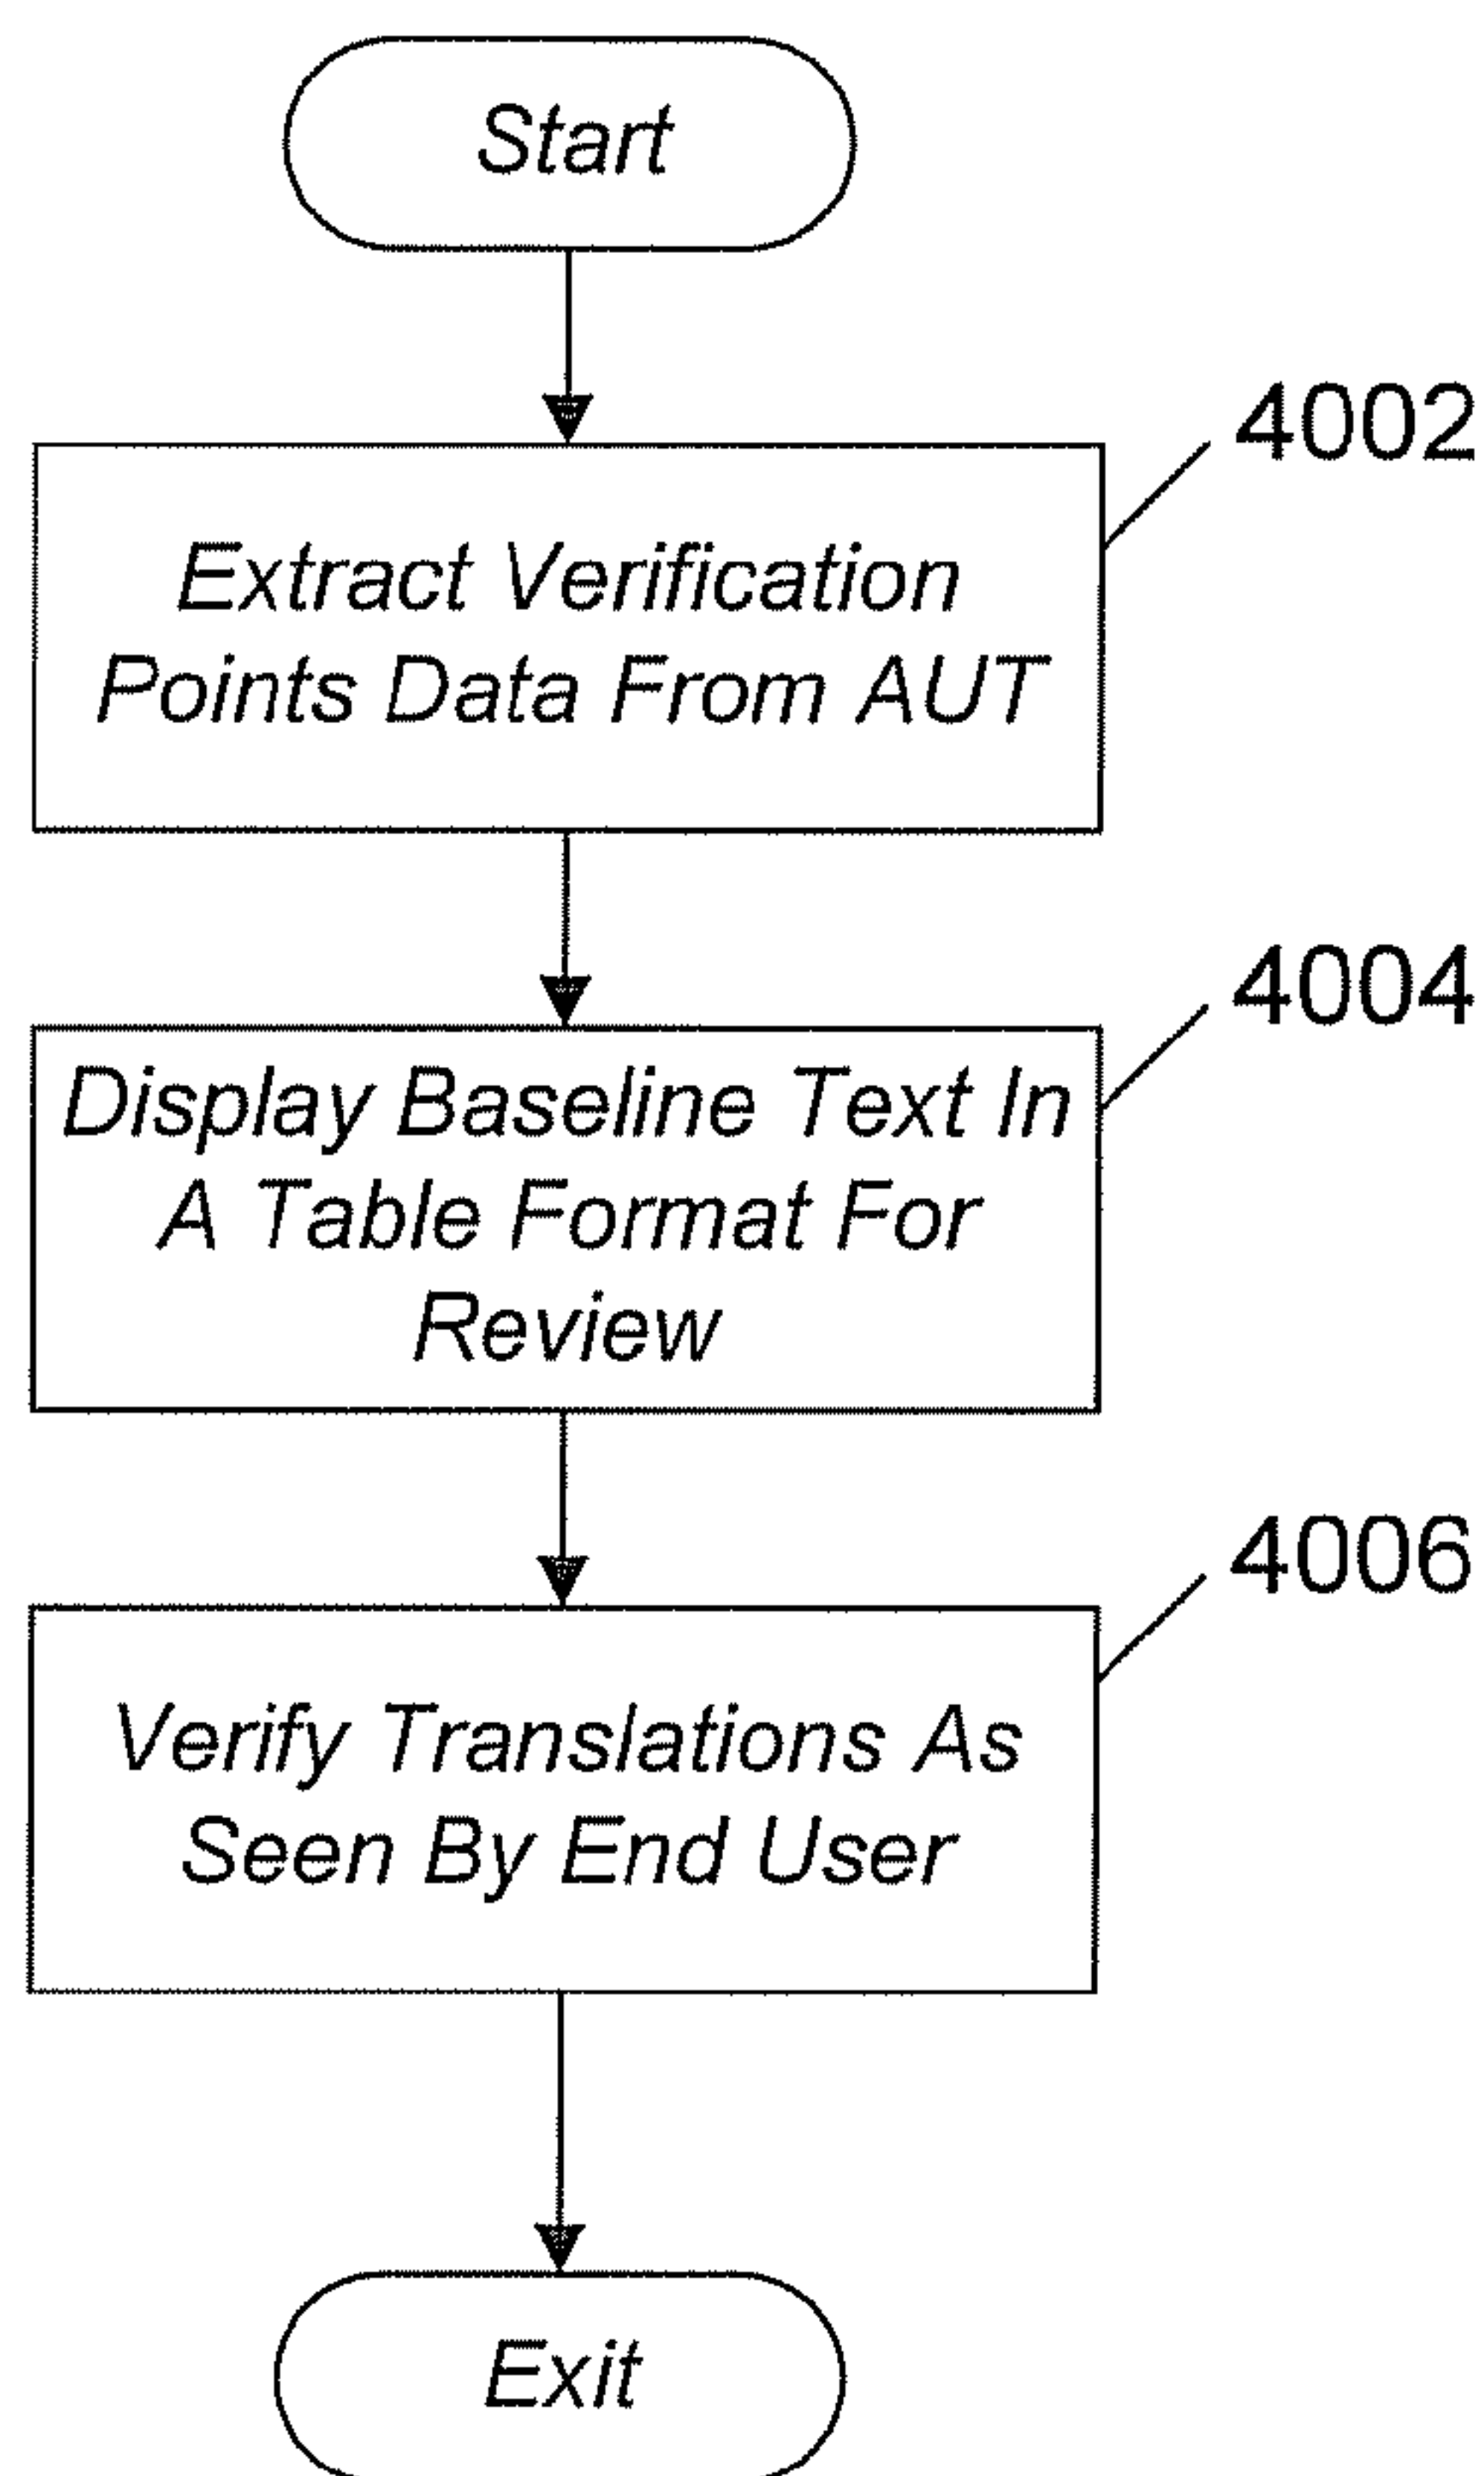 Start
4002
Extract Verification
Points Data From AUT
4004
Display Baseline Text In
A Table Format For
Review
4006
Verify Translations As
Seen By End User
Exit